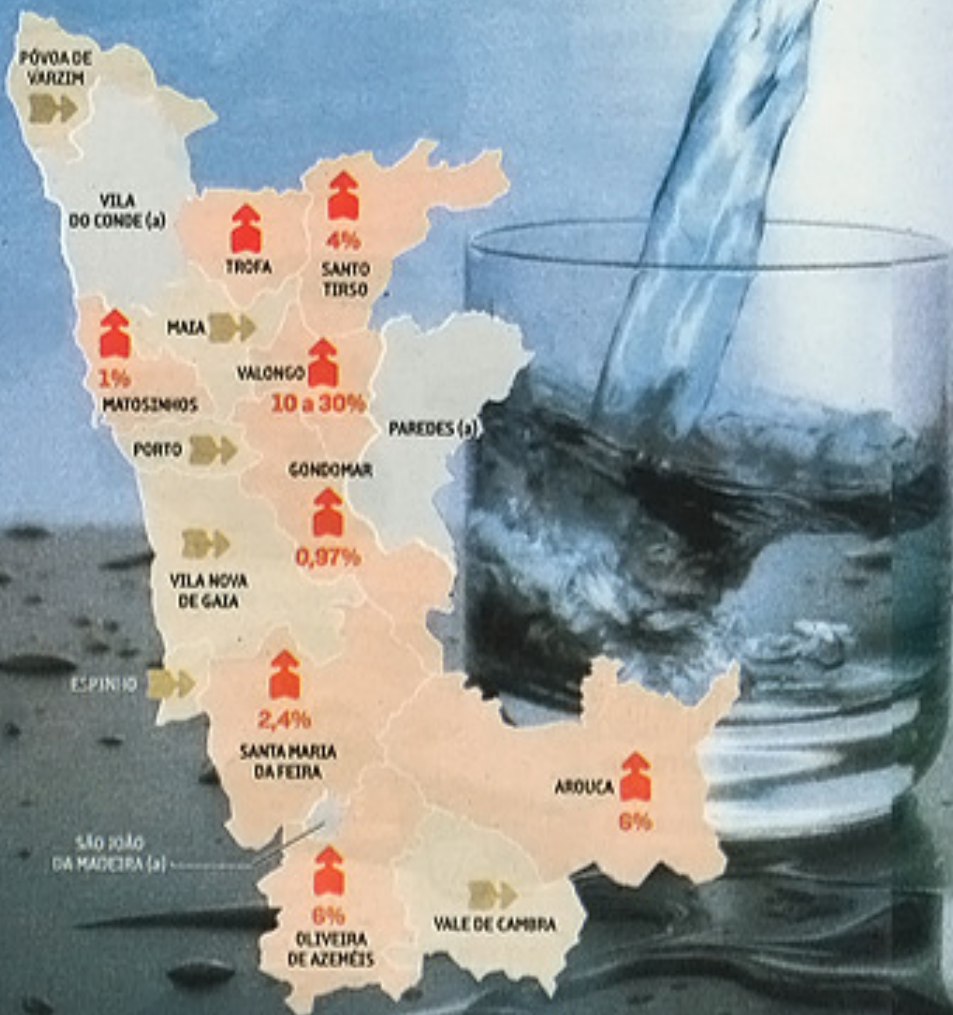 PÓVOA DE
VARZIM
VILA
DO CONDE (a)
TROFA
4%
SANTO
TIRSO
MAIA
1%
MATOSINHOS
VALONGO
10 a 30%
PAREDES (a)
PORTO
GONDOMAR
0,97%
VILA NOVA
DE GAIA
ESPINHO
2,4%
SANTA MARIA
DA FEIRA
AROUCA
6%
SÃO JOÃO
DA MADEIRA (a)
6%
OLIVEIRA
DE AZEMÉIS
VALE DE CAMBRA